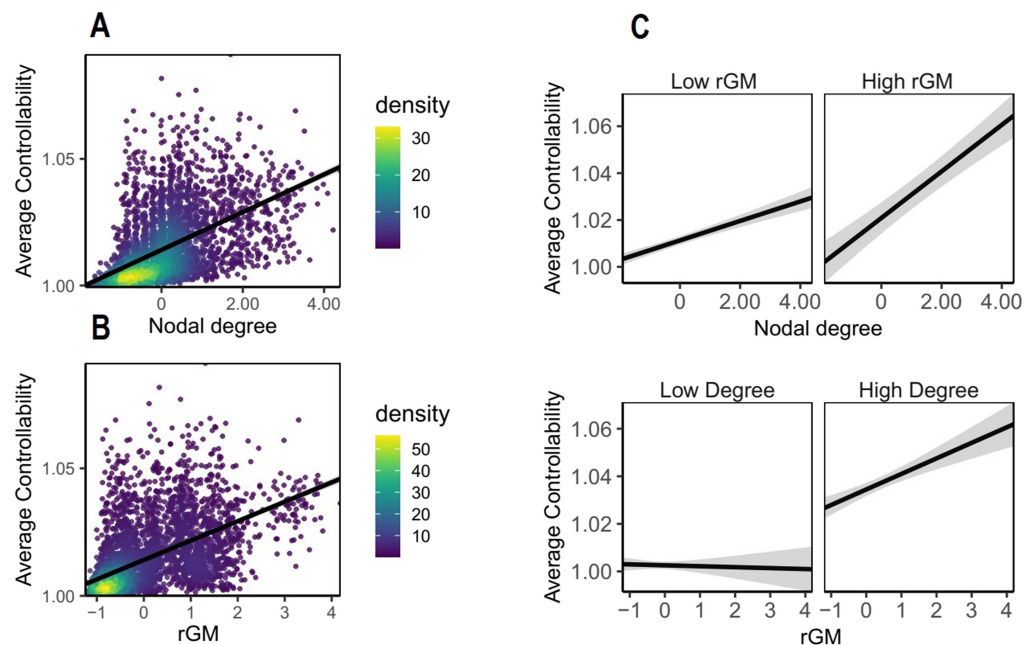 A
Average Controllability
1.05
1.00
0
2.00
4.00
Nodal degree
density
30
20
10
B
Average Controllability
1.05
1.00
−1
0
1
2
3
4
rGM
density
50
40
30
20
10
C
Low rGM
High rGM
Average Controllability
1.06
1.04
1.02
1.00
0
2.00
4.00
0
2.00
4.00
Nodal degree
Low Degree
High Degree
Average Controllability
1.06
1.04
1.02
1.00
−1
0
1
2
3
4
−1
0
1
2
3
4
rGM